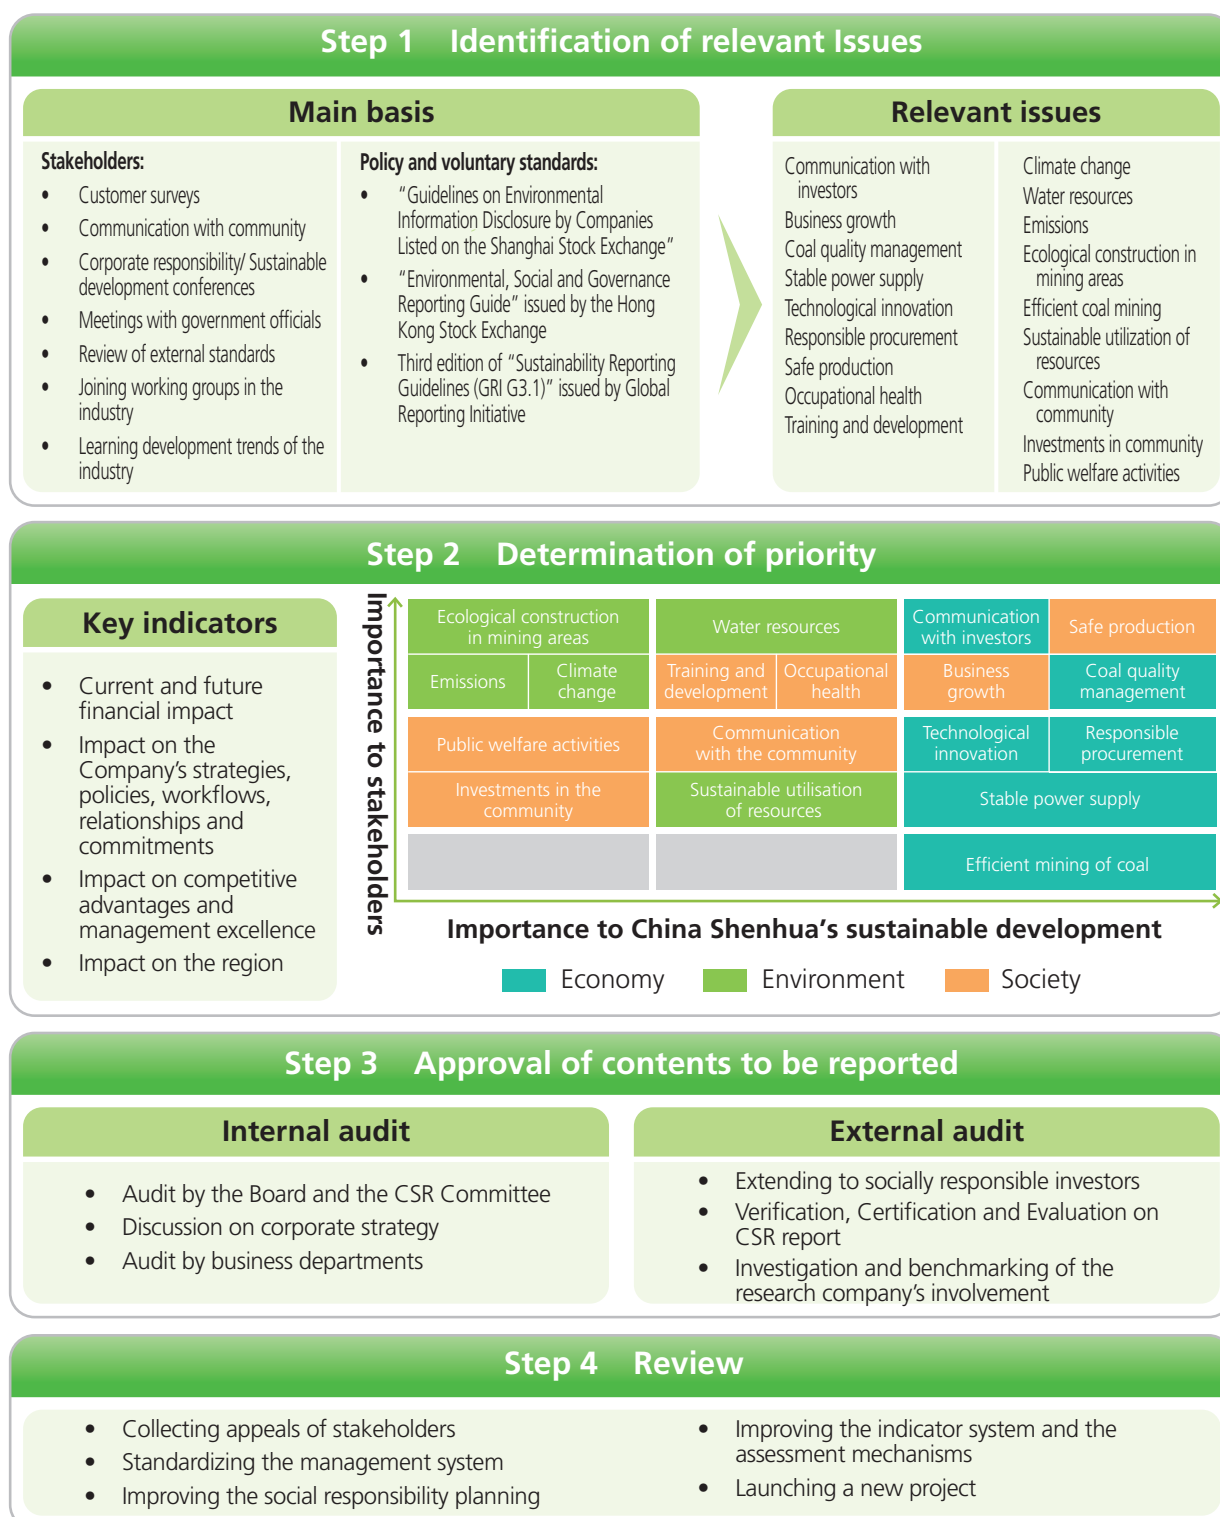 Step 1 Identification of relevant Issues
Main basis
Stakeholders:
• Customer surveys
• Communication with community
• Corporate responsibility/ Sustainable
development conferences
• Meetings with government officials
• Review of external standards
• Joining working groups in the
industry
• Learning development trends of the
industry
Policy and voluntary standards:
• “Guidelines on Environmental
Information Disclosure by Companies
Listed on the Shanghai Stock Exchange”
• “Environmental, Social and Governance
Reporting Guide” issued by the Hong
Kong Stock Exchange
• Third edition of “Sustainability Reporting
Guidelines (GRI G3.1)” issued by Global
Reporting Initiative
Relevant issues
Communication with
investors
Business growth
Coal quality management
Stable power supply
Technological innovation
Responsible procurement
Safe production
Occupational health
Training and development
Climate change
Water resources
Emissions
Ecological construction in
mining areas
Efficient coal mining
Sustainable utilization of
resources
Communication with
community
Investments in community
Public welfare activities
Step 2 Determination of priority
Key indicators
• Current and future
financial impact
• Impact on the
Company’s strategies,
policies, workflows,
relationships and
commitments
• Impact on competitive
advantages and
management excellence
• Impact on the region
Importance to stakeholders
Ecological construction
in mining areas
Water resources
Communication
with investors
Safe production
Emissions
Climate
change
Training and
development
Occupational
health
Business
growth
Coal quality
management
Public welfare activities
Communication
with the community
Technological
innovation
Responsible
procurement
Investments in the
community
Sustainable utilisation
of resources
Stable power supply
Efficient mining of coal
Importance to China Shenhua’s sustainable development
Economy
Environment
Society
Step 3 Approval of contents to be reported
Internal audit
• Audit by the Board and the CSR Committee
• Discussion on corporate strategy
• Audit by business departments
External audit
• Extending to socially responsible investors
• Verification, Certification and Evaluation on
CSR report
• Investigation and benchmarking of the
research company’s involvement
Step 4 Review
• Collecting appeals of stakeholders
• Standardizing the management system
• Improving the social responsibility planning
• Improving the indicator system and the
assessment mechanisms
• Launching a new project